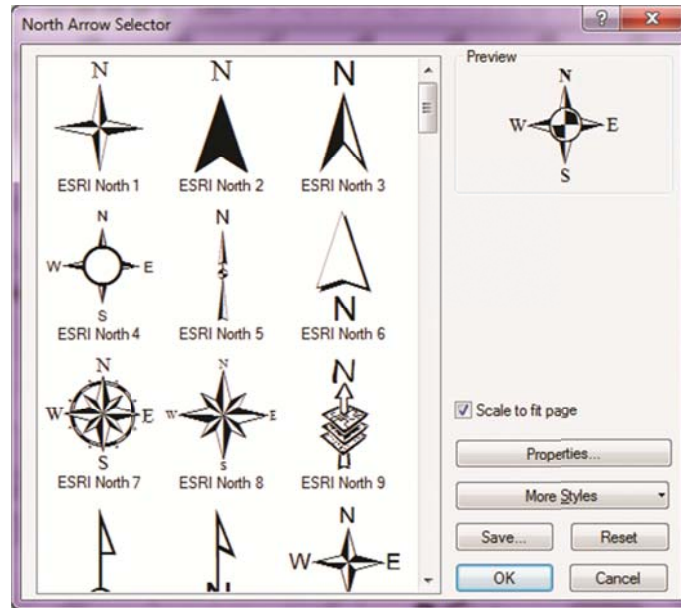 North Arrow Selector
? X
N N N
ESRI North 1 ESRI North 2 ESRI North 3
N
W E
S
N
N
ESRI North 4 ESRI North 5 ESRI North 6
N
W E
S
N
W E
S
N
ESRI North 7 ESRI North 8 ESRI North 9
N
N
W E
Preview
N
W E
S
Scale to fit page
Properties...
More Styles
Save... Reset
OK Cancel